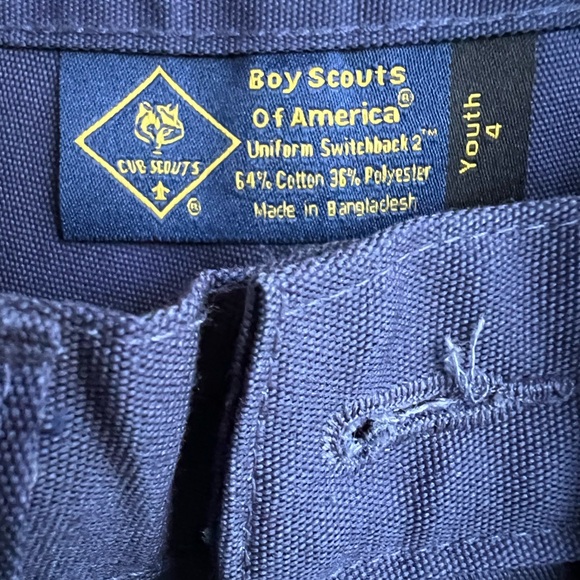 CUB SCOUTS
®
Boy Scouts
Of America®
Uniform Switchback 2™
64% Cotton 36% Polyester
Made in Bangladesh
Youth
4